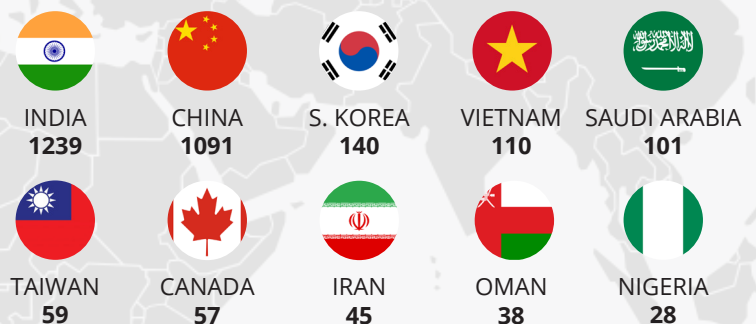 INDIA CHINA S. KOREA VIETNAM SAUDI ARABIA
1239 1091 140 110 101
TAIWAN CANADA IRAN OMAN NIGERIA
59 57 45 38 28